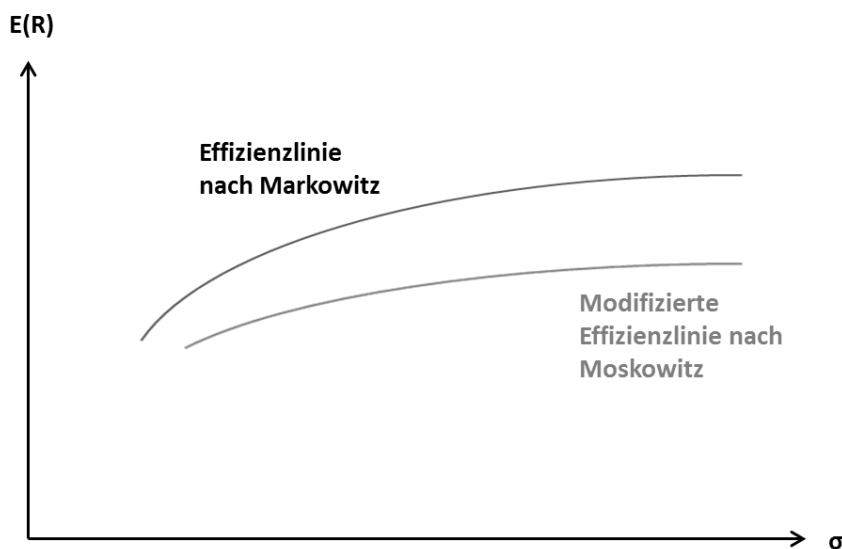 E(R)
Effizienzlinie
nach Markowitz
Modifizierte
Effizienzlinie nach
Moskowitz
σ